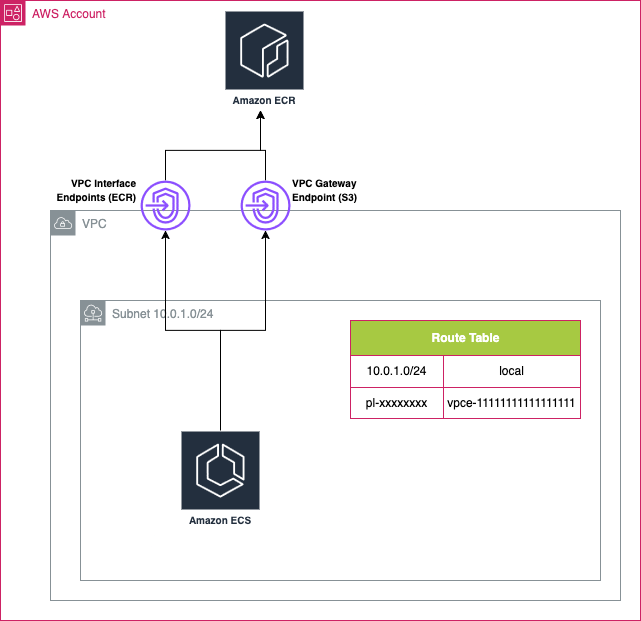 AWS Account
Amazon ECR
VPC Interface
Endpoints (ECR)
VPC Gateway
Endpoint (S3)
VPC
Subnet 10.0.1.0/24
Route Table
10.0.1.0/24 local
pl-xxxxxxxx vpce-11111111111111111
Amazon ECS